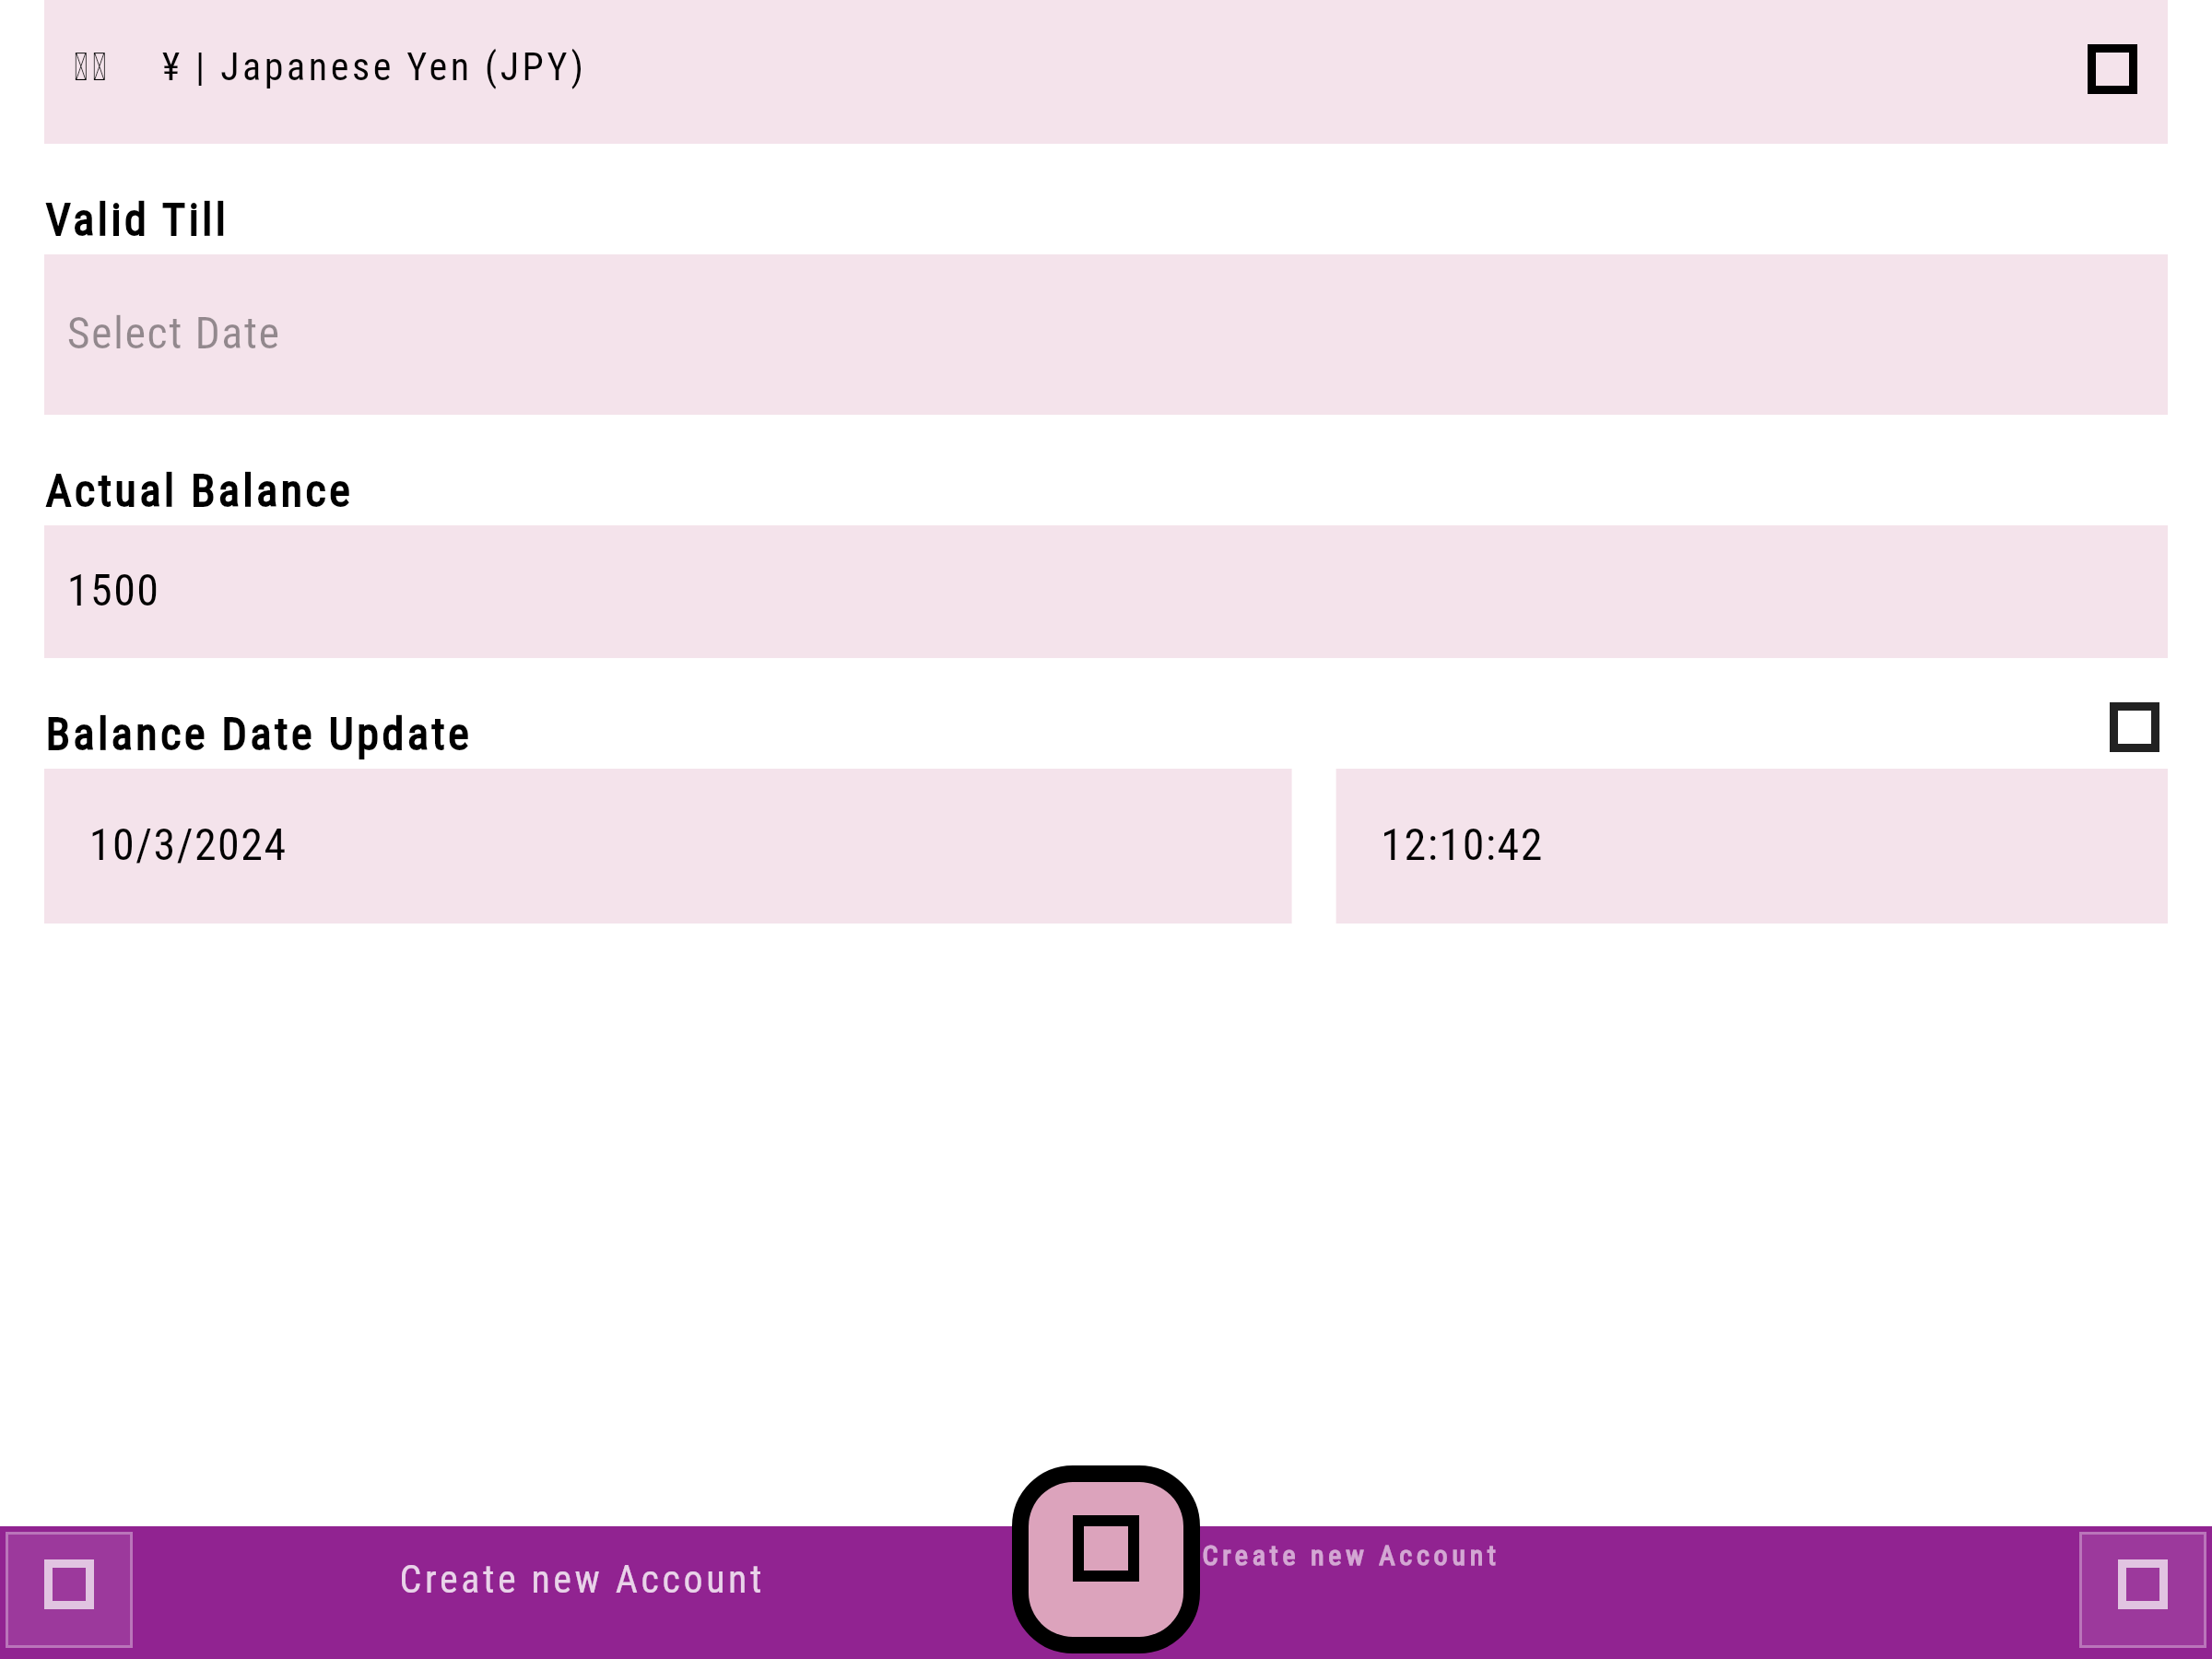 ¥ | Japanese Yen (JPY)
Valid Till
Select Date
Actual Balance
1500
Balance Date Update
10/3/2024 12:10:42
Create new Account
Create new Account